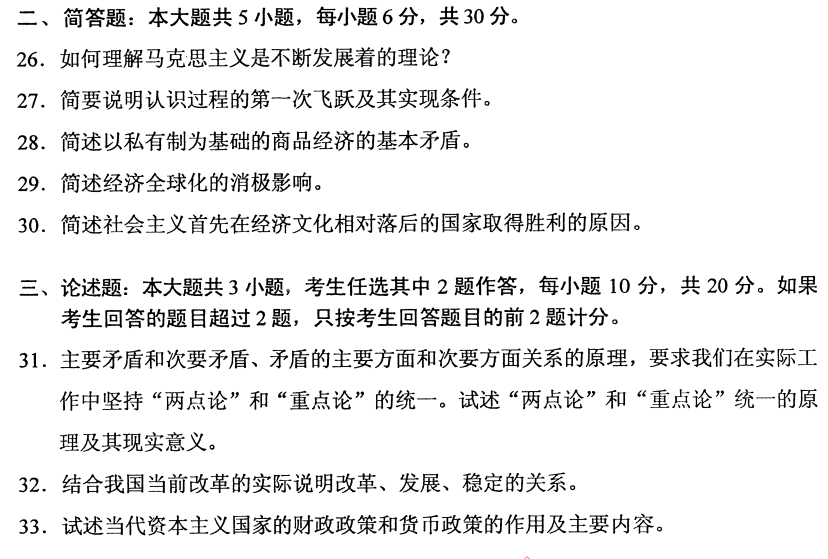 二、简答题：本大题共 5 小题，每小题 6 分，共 30 分。
26．如何理解马克思主义是不断发展着的理论？
27．简要说明认识过程的第一次飞跃及其实现条件。
28．简述以私有制为基础的商品经济的基本矛盾。
29．简述经济全球化的消极影响。
30．简述社会主义首先在经济文化相对落后的国家取得胜利的原因。
三、论述题：本大题共 3 小题，考生任选其中 2 题作答，每小题 10 分，共 20 分。如果
考生回答的题目超过 2 题，只按考生回答题目的前 2 题计分。
31．主要矛盾和次要矛盾、矛盾的主要方面和次要方面关系的原理，要求我们在实际工
作中坚持“两点论”和“重点论”的统一。试述“两点论”和“重点论”统一的原
理及其现实意义。
32．结合我国当前改革的实际说明改革、发展、稳定的关系。
33．试述当代资本主义国家的财政政策和货币政策的作用及主要内容。